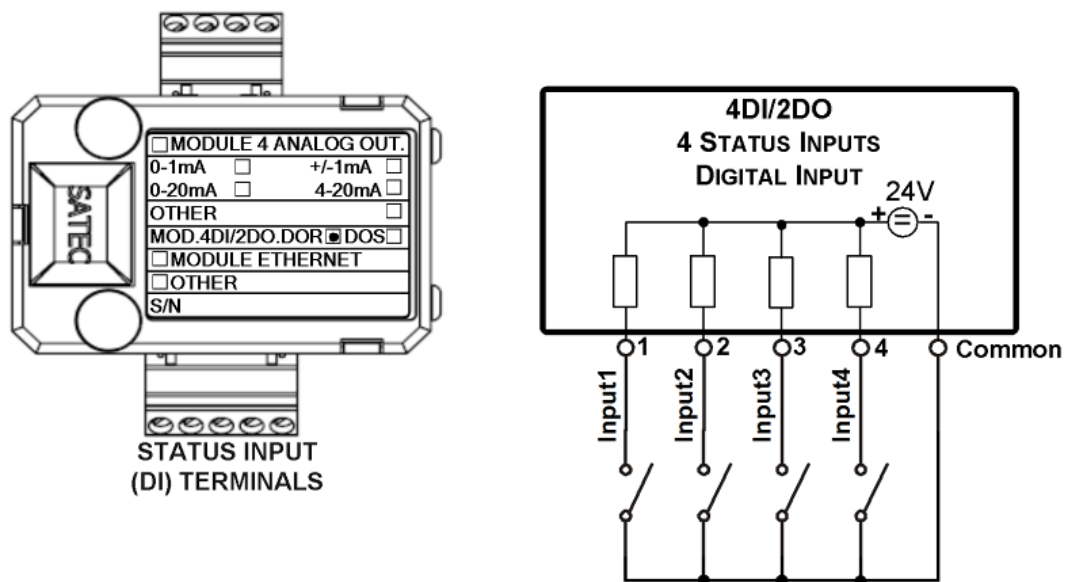 SATEC
MODULE 4 ANALOG OUT.
0-1mA +/-1mA
0-20mA 4-20mA
OTHER
MOD.4DI/2DO.DOR DOS
MODULE ETHERNET
OTHER
S/N
STATUS INPUT
(DI) TERMINALS
4DI/2DO
4 STATUS INPUTS
DIGITAL INPUT
24V
+ = -
1 2 3 4 Common
Input1 Input2 Input3 Input4